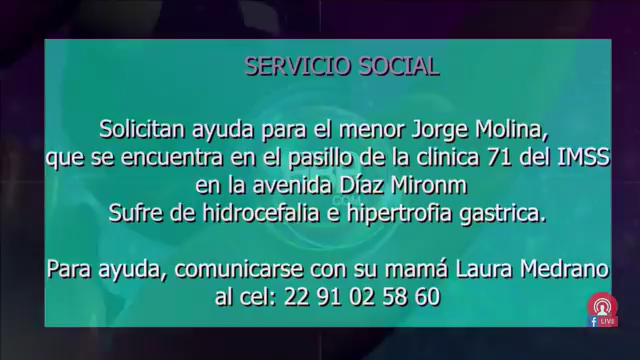 SERVICIO SOCIAL
Solicitan ayuda para el menor Jorge Molina,
que se encuentra en el pasillo de la clinica 71 del IMSS
en la avenida Díaz Mironm
Sufre de hidrocefalia e hipertrofia gastrica.
Para ayuda, comunicarse con su mamá Laura Medrano
al cel: 22 91 02 58 60
.COM
f LIVE